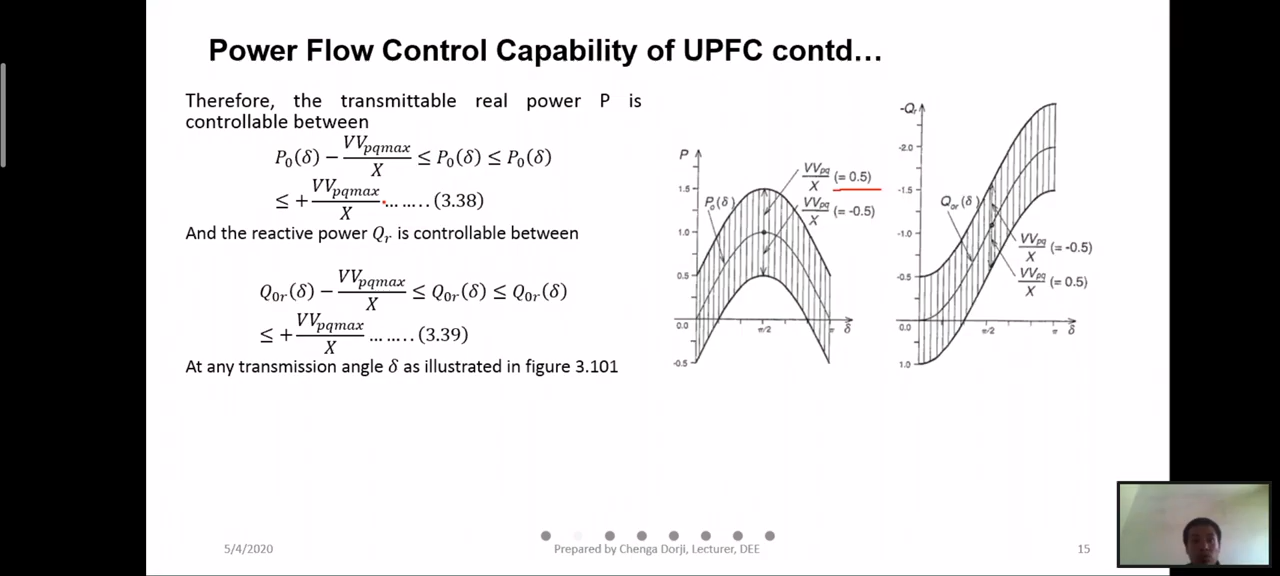 Power Flow Control Capability of UPFC contd…
Therefore, the transmittable real power P is
controllable between
P₀(δ) − VVpqmax/X ≤ P₀(δ) ≤ P₀(δ)
≤ + VVpqmax/X ……..(3.38)
And the reactive power Qr is controllable between
Q₀r(δ) − VVpqmax/X ≤ Q₀r(δ) ≤ Q₀r(δ)
≤ + VVpqmax/X ……..(3.39)
At any transmission angle δ as illustrated in figure 3.101
P
1.5
1.0
0.5
0.0
-0.5
P₀(δ)
VVpq/X (= 0.5)
VVpq/X (= -0.5)
π/2
π
δ
-Qr
-2.0
-1.5
-1.0
-0.5
0.0
1.0
Q₀r(δ)
VVpq/X (= -0.5)
VVpq/X (= 0.5)
π/2
π
δ
5/4/2020
Prepared by Chenga Dorji, Lecturer, DEE
15